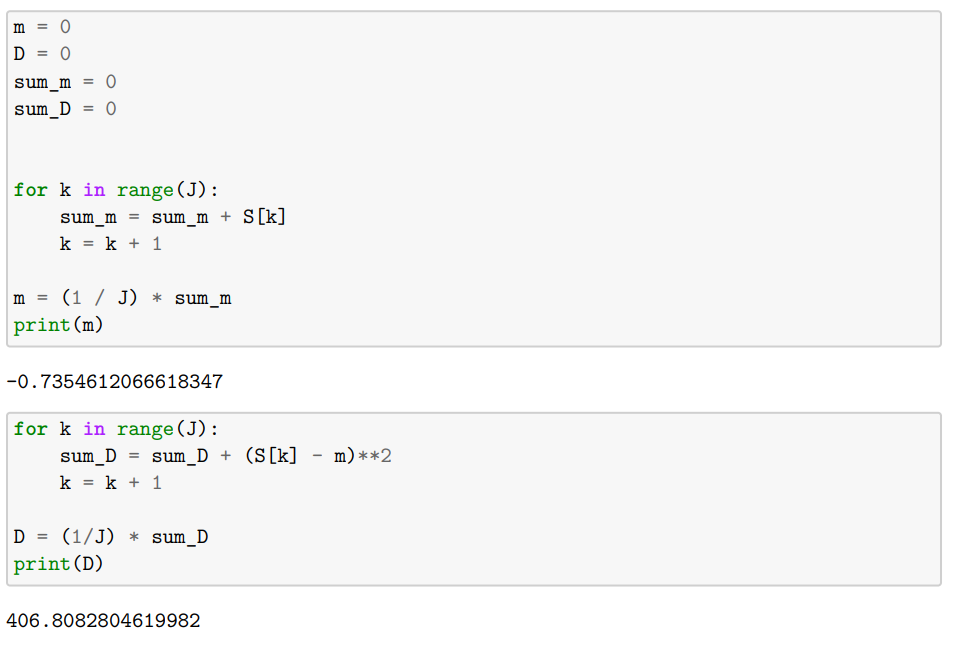 m = 0
D = 0
sum_m = 0
sum_D = 0
for k in range(J):
    sum_m = sum_m + S[k]
    k = k + 1
m = (1 / J) * sum_m
print(m)
-0.7354612066618347
for k in range(J):
    sum_D = sum_D + (S[k] - m)**2
    k = k + 1
D = (1/J) * sum_D
print(D)
406.8082804619982